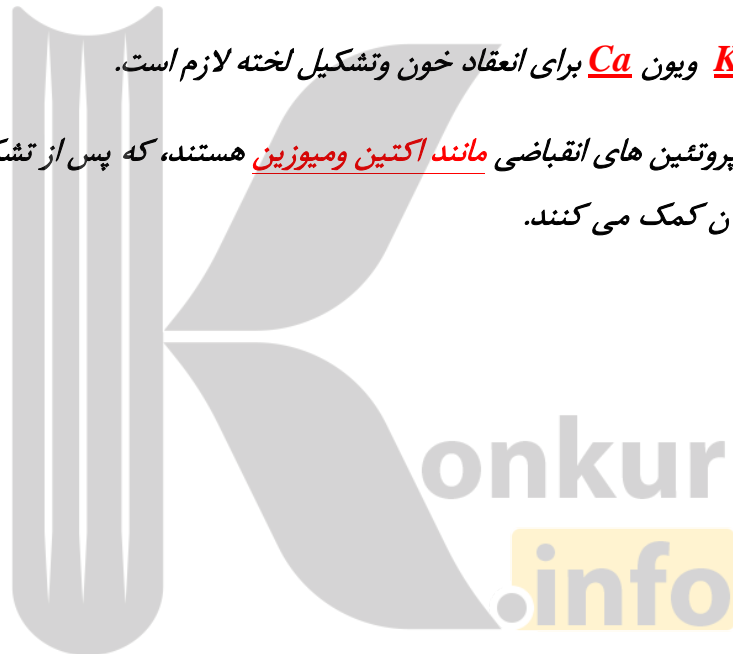 K ویون Ca برای انعقاد خون وتشکیل لخته لازم است.
پروتئین های انقباضی مانند اکتین ومیوزین هستند، که پس از
ن کمک می کنند.
onkur
.info